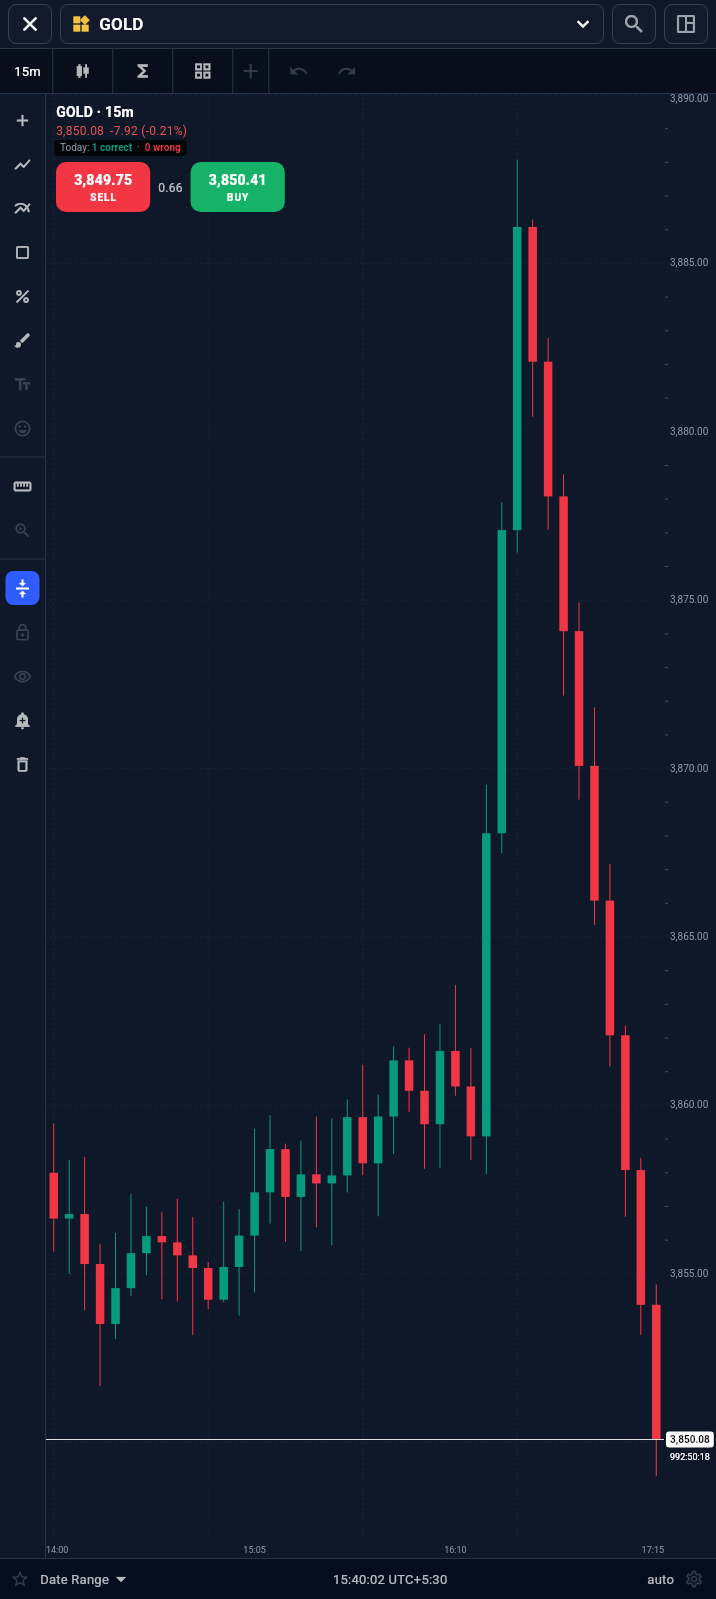 GOLD
15m
GOLD · 15m
3,850.08 -7.92 (-0.21%)
Today: 1 correct · 0 wrong
3,849.75
SELL
0.66
3,850.41
BUY
3,890.00
3,885.00
3,880.00
3,875.00
3,870.00
3,865.00
3,860.00
3,855.00
3,850.08
992:50:18
14:00
15:05
16:10
17:15
Date Range
15:40:02 UTC+5:30
auto